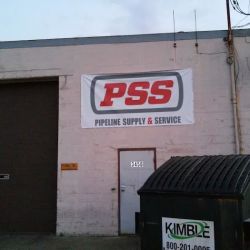 PSS
PIPELINE SUPPLY & SERVICE
KIMBLE